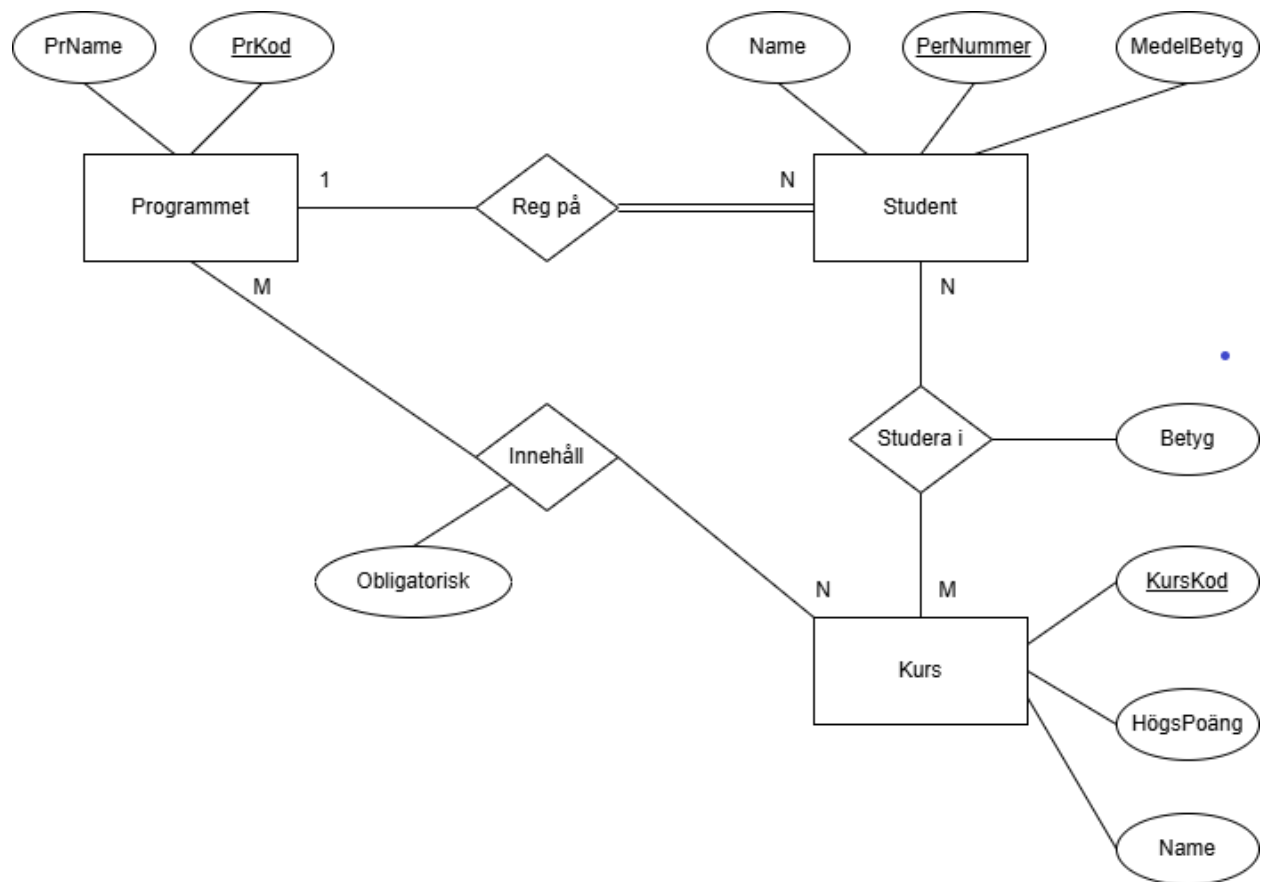 PrName
PrKod
Name
PerNummer
MedelBetyg
Programmet
1
Reg på
N
Student
M
N
Innehåll
Studera i
Betyg
Obligatorisk
N
M
KursKod
Kurs
HögsPoäng
Name